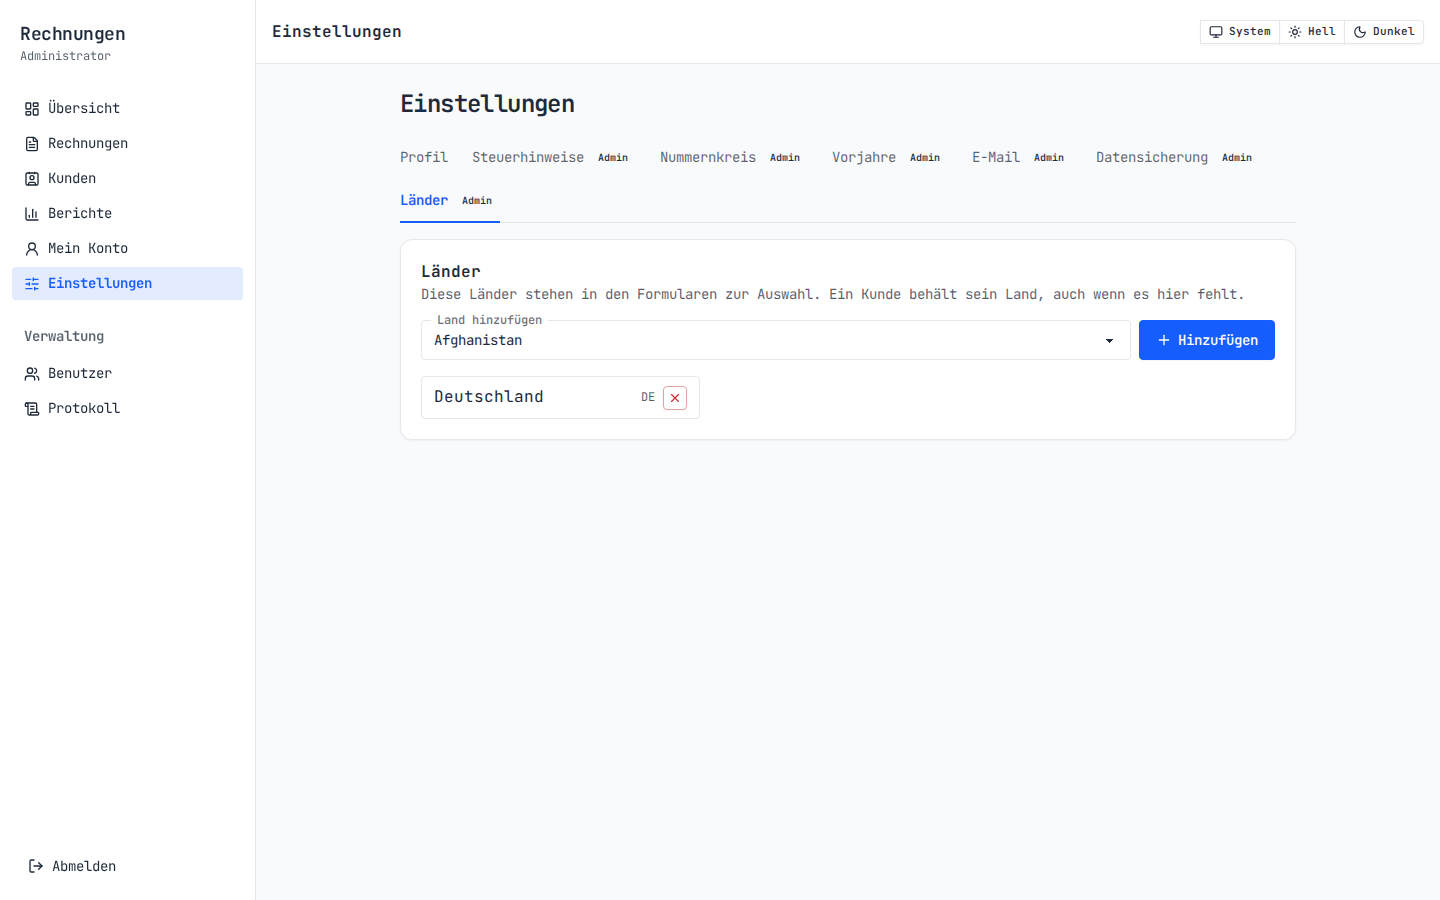 Rechnungen
Administrator
Übersicht
Rechnungen
Kunden
Berichte
Mein Konto
Einstellungen
Verwaltung
Benutzer
Protokoll
Abmelden
Einstellungen
System Hell Dunkel
Einstellungen
Profil Steuerhinweise Admin Nummernkreis Admin Vorjahre Admin E-Mail Admin Datensicherung Admin
Länder Admin
Länder
Diese Länder stehen in den Formularen zur Auswahl. Ein Kunde behält sein Land, auch wenn es hier fehlt.
Land hinzufügen
Afghanistan
Hinzufügen
Deutschland DE